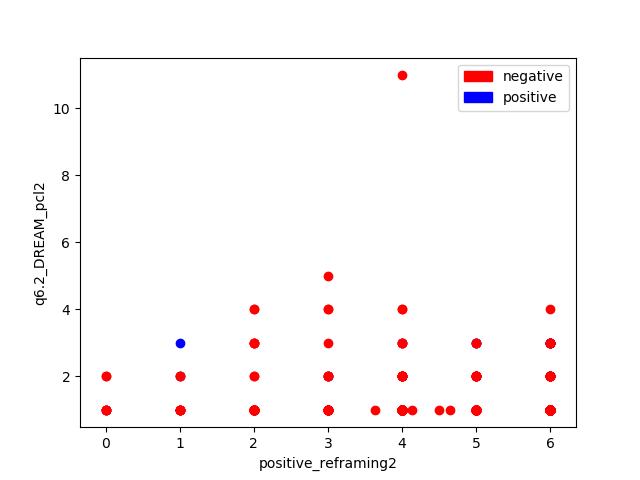 negative
positive
10
8
6
4
2
q6.2_DREAM_pcl2
0 1 2 3 4 5 6
positive_reframing2